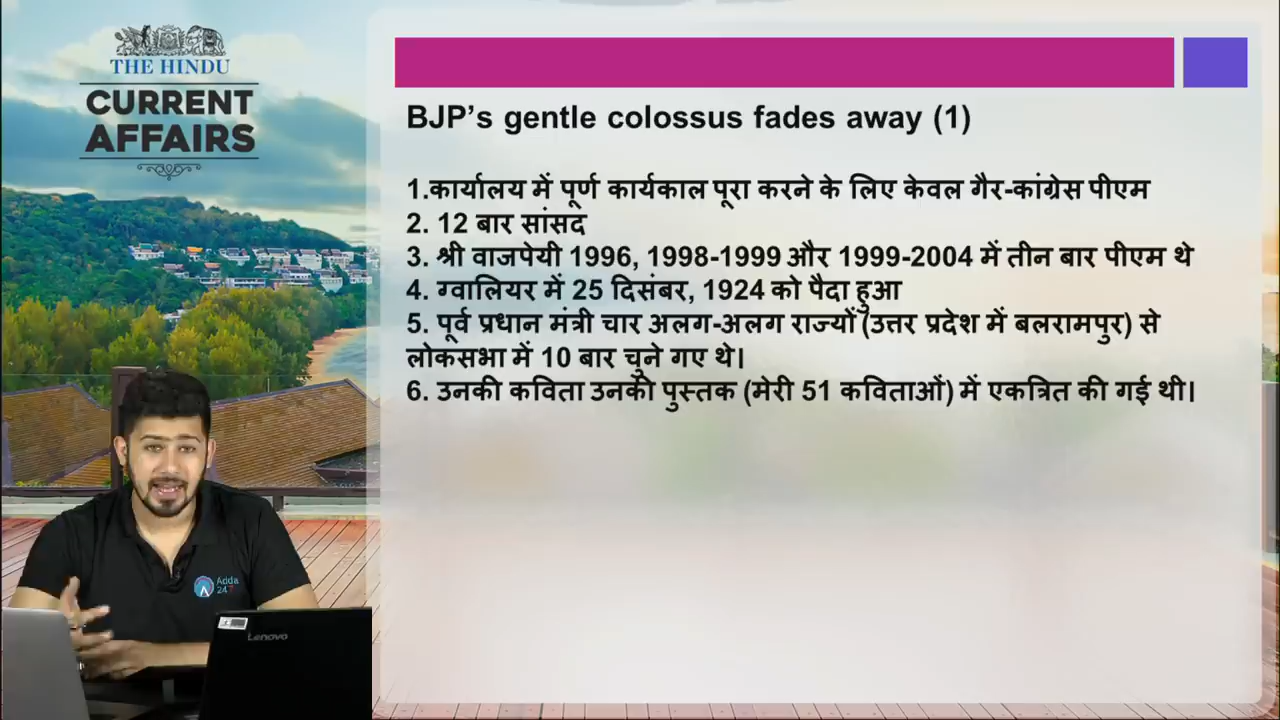 THE HINDU
CURRENT
AFFAIRS
BJP’s gentle colossus fades away (1)
1.कार्यालय में पूर्ण कार्यकाल पूरा करने के लिए केवल गैर-कांग्रेस पीएम
2. 12 बार सांसद
3. श्री वाजपेयी 1996, 1998-1999 और 1999-2004 में तीन बार पीएम थे
4. ग्वालियर में 25 दिसंबर, 1924 को पैदा हुआ
5. पूर्व प्रधान मंत्री चार अलग-अलग राज्यों (उत्तर प्रदेश में बलरामपुर) से
लोकसभा में 10 बार चुने गए थे।
6. उनकी कविता उनकी पुस्तक (मेरी 51 कविताओं) में एकत्रित की गई थी।
Adda
247
Lenovo